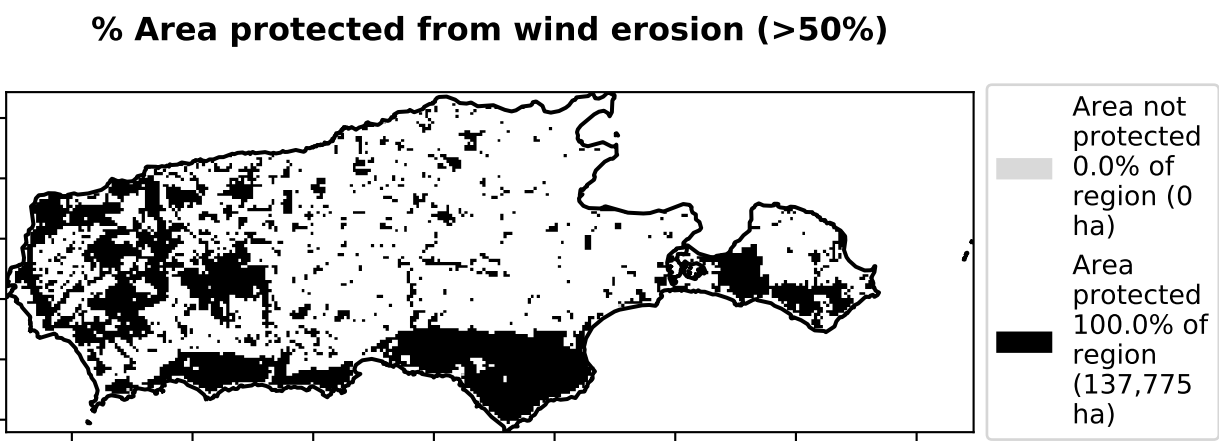 % Area protected from wind erosion (>50%)
Area not
protected
0.0% of
region (0
ha)
Area
protected
100.0% of
region
(137,775
ha)